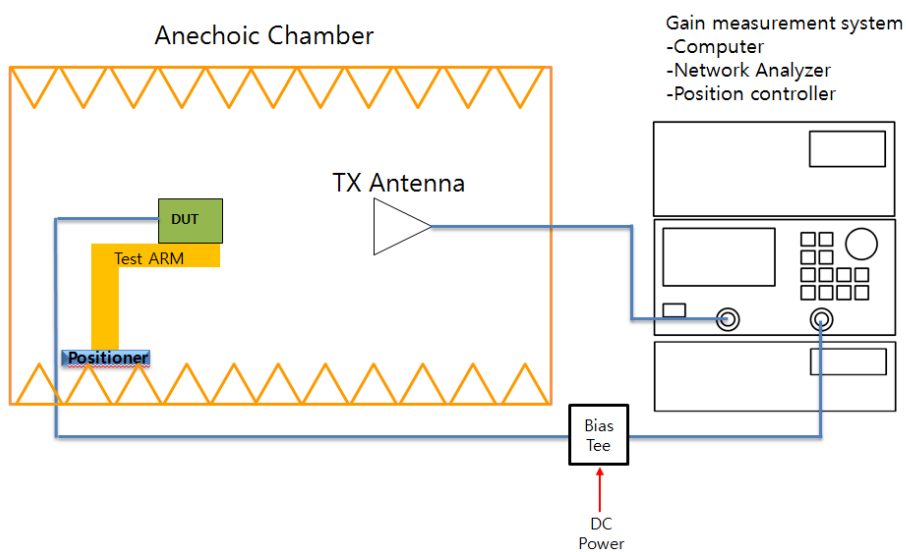 Anechoic Chamber
Gain measurement system
-Computer
-Network Analyzer
-Position controller
TX Antenna
DUT
Test ARM
Positioner
Bias
Tee
DC
Power